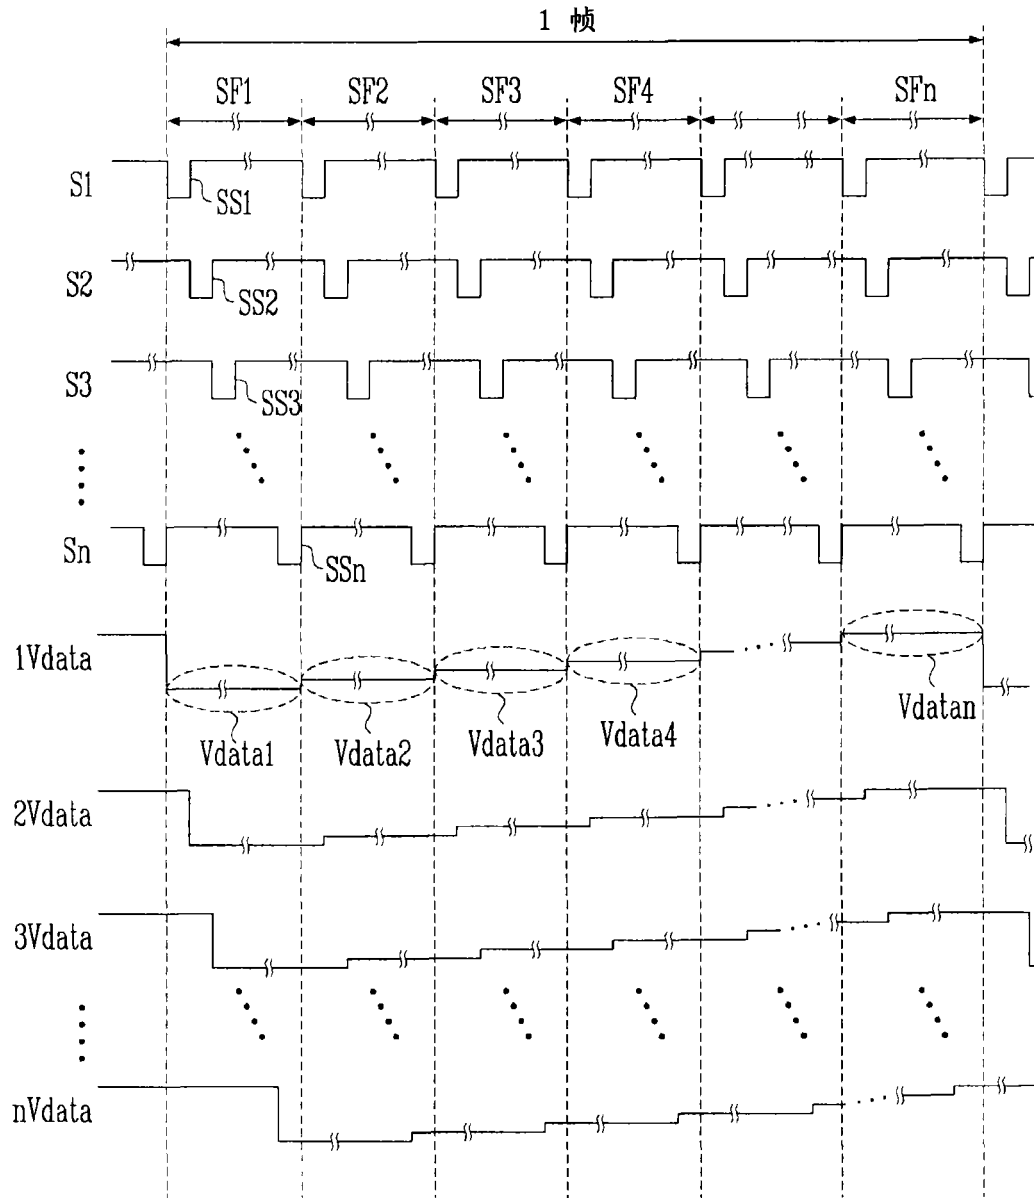 1 帧
SF1 SF2 SF3 SF4 SFn
S1
SS1
S2
SS2
S3
SS3
Sn
SSn
1Vdata
Vdata1 Vdata2 Vdata3 Vdata4 Vdatan
2Vdata
3Vdata
nVdata